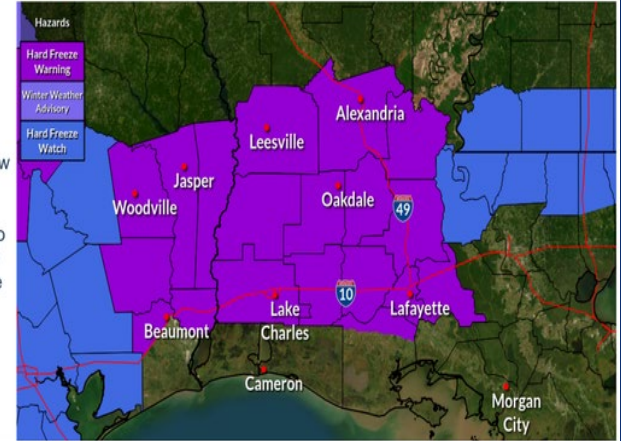 Hazards
Hard Freeze
Warning
Winter Weather
Advisory
Hard Freeze
Watch
Alexandria
Leesville
Jasper
Woodville
Oakdale
49
10
Lake
Charles
Lafayette
Beaumont
Cameron
Morgan
City